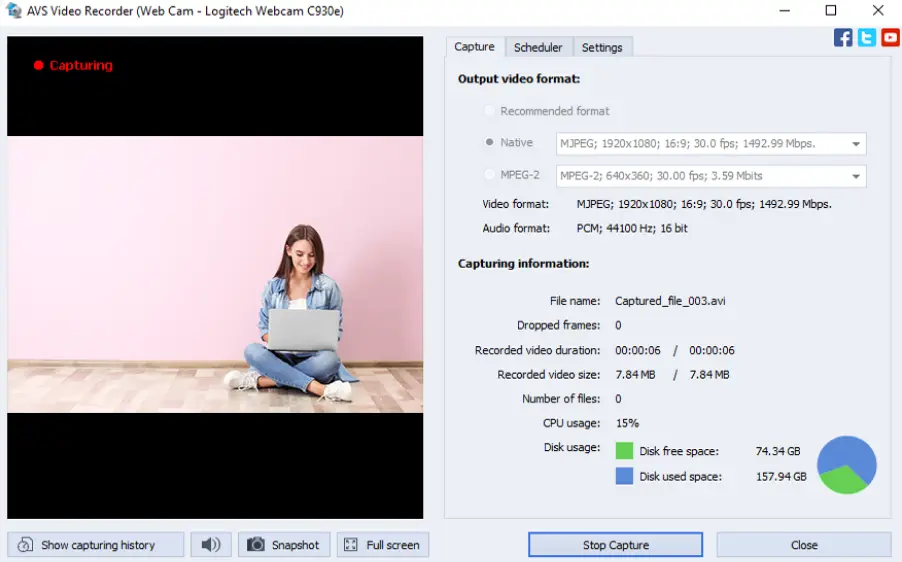 AVS Video Recorder (Web Cam - Logitech Webcam C930e)
Capturing
Capture Scheduler Settings
Output video format:
Recommended format
Native MJPEG; 1920x1080; 16:9; 30.0 fps; 1492.99 Mbps.
MPEG-2 MPEG-2; 640x360; 30.00 fps; 3.59 Mbits
Video format: MJPEG; 1920x1080; 16:9; 30.0 fps; 1492.99 Mbps.
Audio format: PCM; 44100 Hz; 16 bit
Capturing information:
File name: Captured_file_003.avi
Dropped frames: 0
Recorded video duration: 00:00:06 / 00:00:06
Recorded video size: 7.84 MB / 7.84 MB
Number of files: 0
CPU usage: 15%
Disk usage: Disk free space: 74.34 GB
Disk used space: 157.94 GB
Show capturing history Snapshot Full screen Stop Capture Close